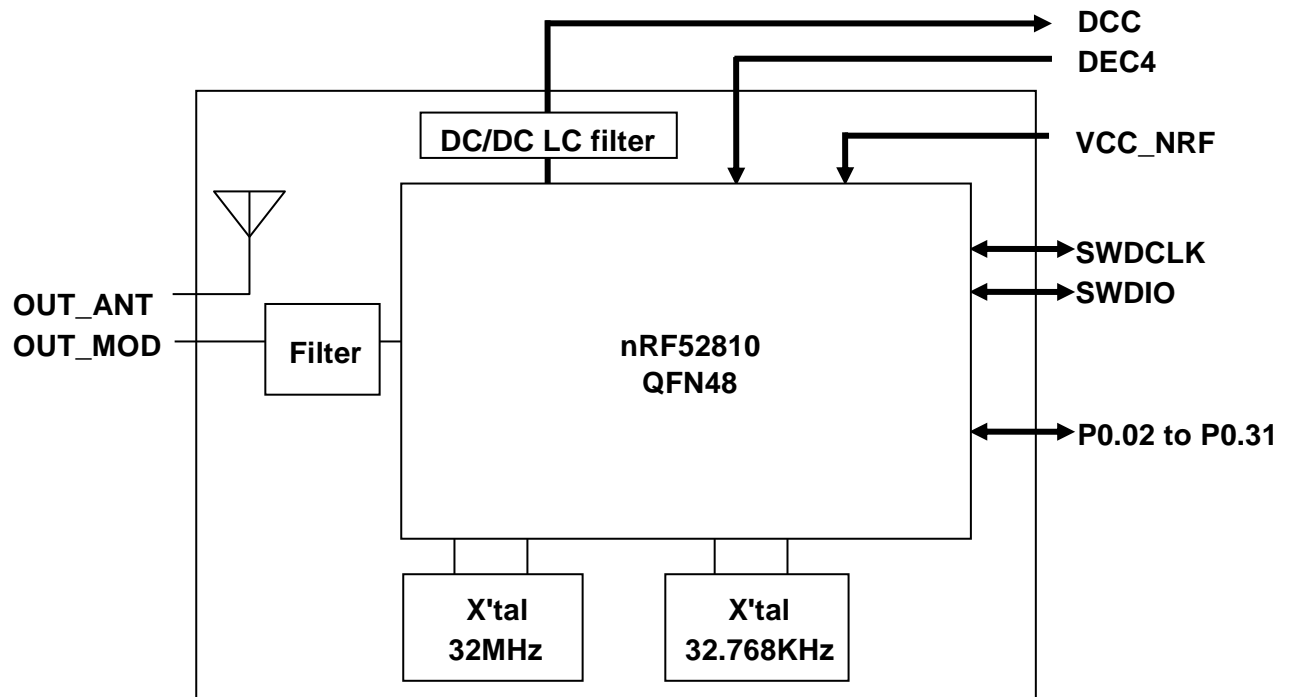 DCC
DEC4
DC/DC LC filter
VCC_NRF
SWDCLK
SWDIO
OUT_ANT
OUT_MOD
Filter
nRF52810
QFN48
P0.02 to P0.31
X'tal
32MHz
X'tal
32.768KHz